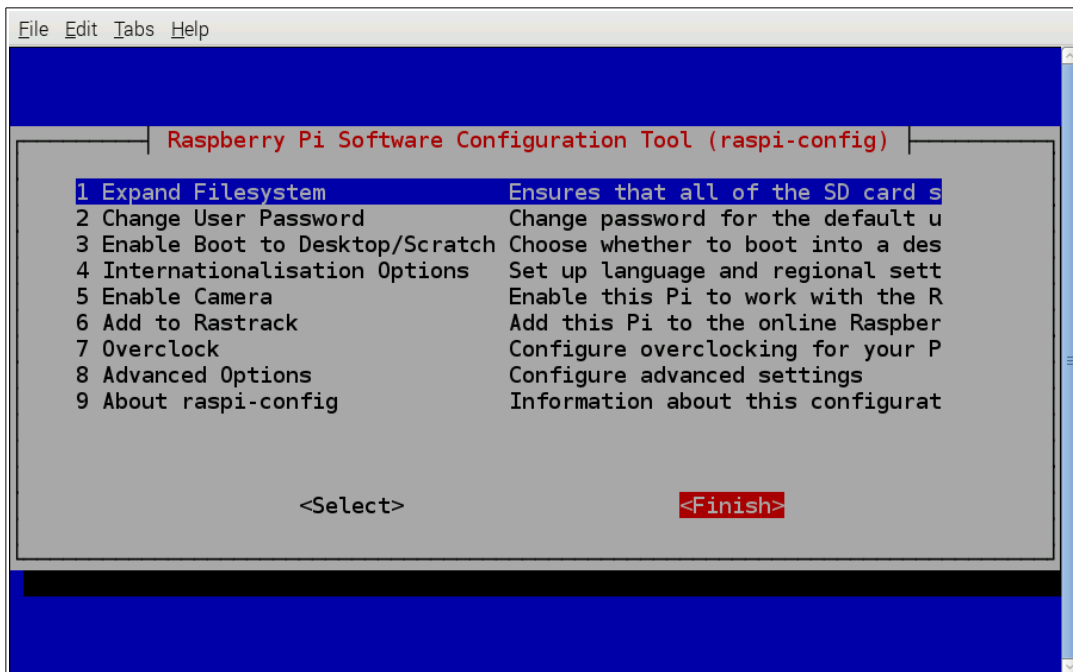 File Edit Tabs Help
Raspberry Pi Software Configuration Tool (raspi-config)
1 Expand Filesystem Ensures that all of the SD card s
2 Change User Password Change password for the default u
3 Enable Boot to Desktop/Scratch Choose whether to boot into a des
4 Internationalisation Options Set up language and regional sett
5 Enable Camera Enable this Pi to work with the R
6 Add to Rastrack Add this Pi to the online Raspber
7 Overclock Configure overclocking for your P
8 Advanced Options Configure advanced settings
9 About raspi-config Information about this configurat
<Select> <Finish>